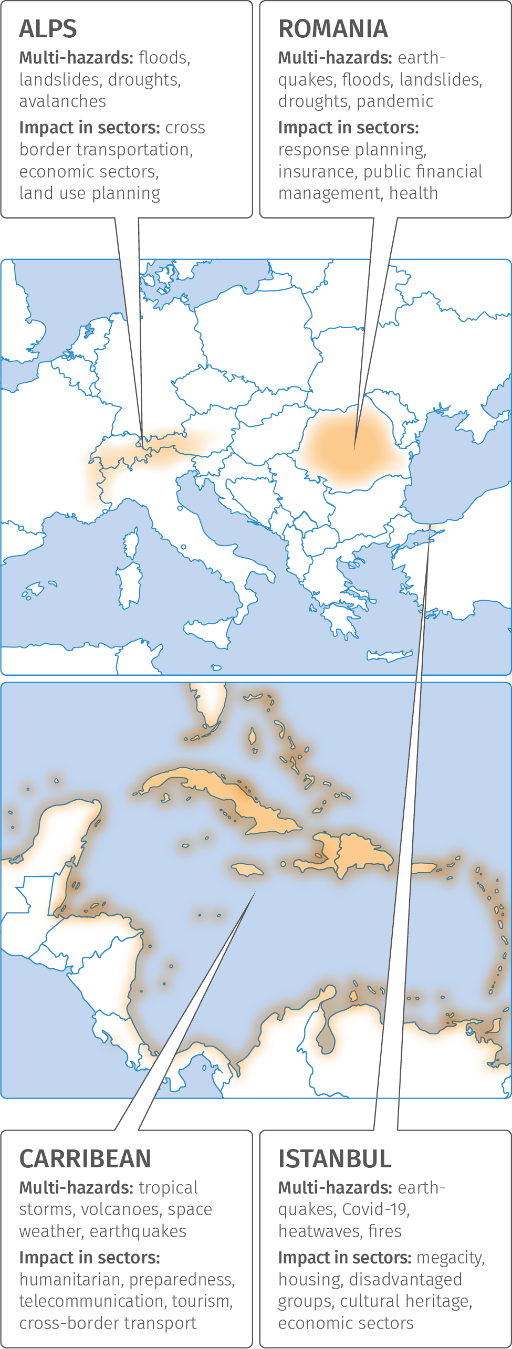 ALPS
Multi-hazards: floods,
landslides, droughts,
avalanches
Impact in sectors: cross
border transportation,
economic sectors,
land use planning
ROMANIA
Multi-hazards: earth-
quakes, floods, landslides,
droughts, pandemic
Impact in sectors:
response planning,
insurance, public financial
management, health
CARRIBEAN
Multi-hazards: tropical
storms, volcanoes, space
weather, earthquakes
Impact in sectors:
humanitarian, preparedness,
telecommunication, tourism,
cross-border transport
ISTANBUL
Multi-hazards: earth-
quakes, Covid-19,
heatwaves, fires
Impact in sectors: megacity,
housing, disadvantaged
groups, cultural heritage,
economic sectors